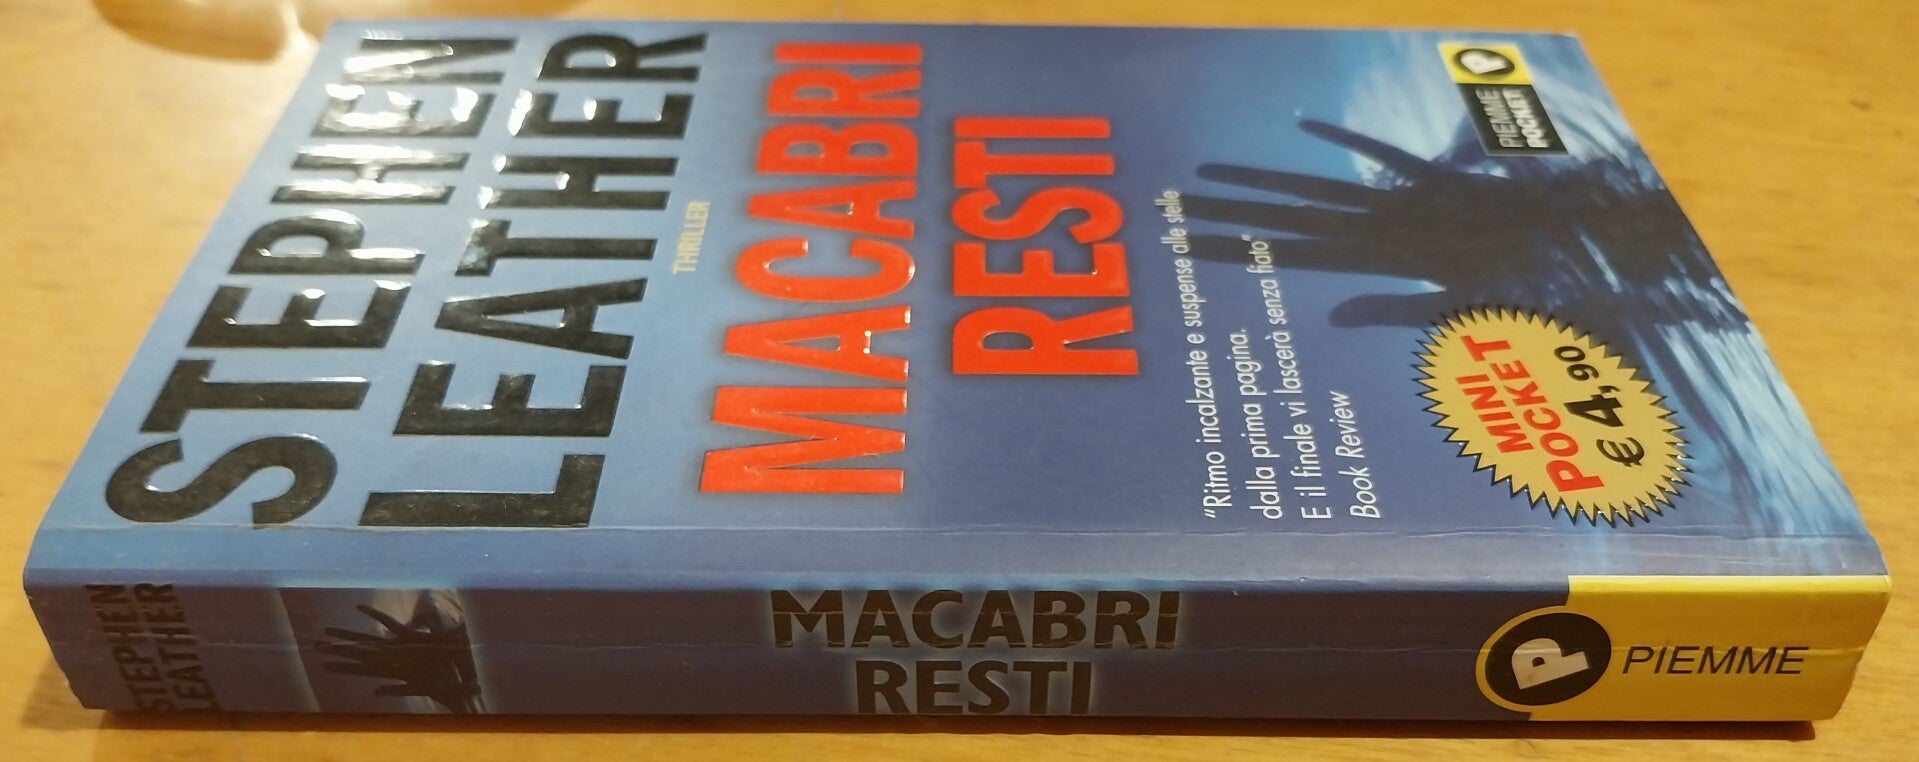 STEPHEN
LEATHER
THRILLER
MACABRI
RESTI
"Ritmo incalzante e suspense alle stelle
dalla prima pagina.
E il finale vi lascerà senza fiato"
Book Review
MINI
POCKET
€ 4,90
P
PIEMME
POCKET
STEPHEN
LEATHER
MACABRI
RESTI
P
PIEMME